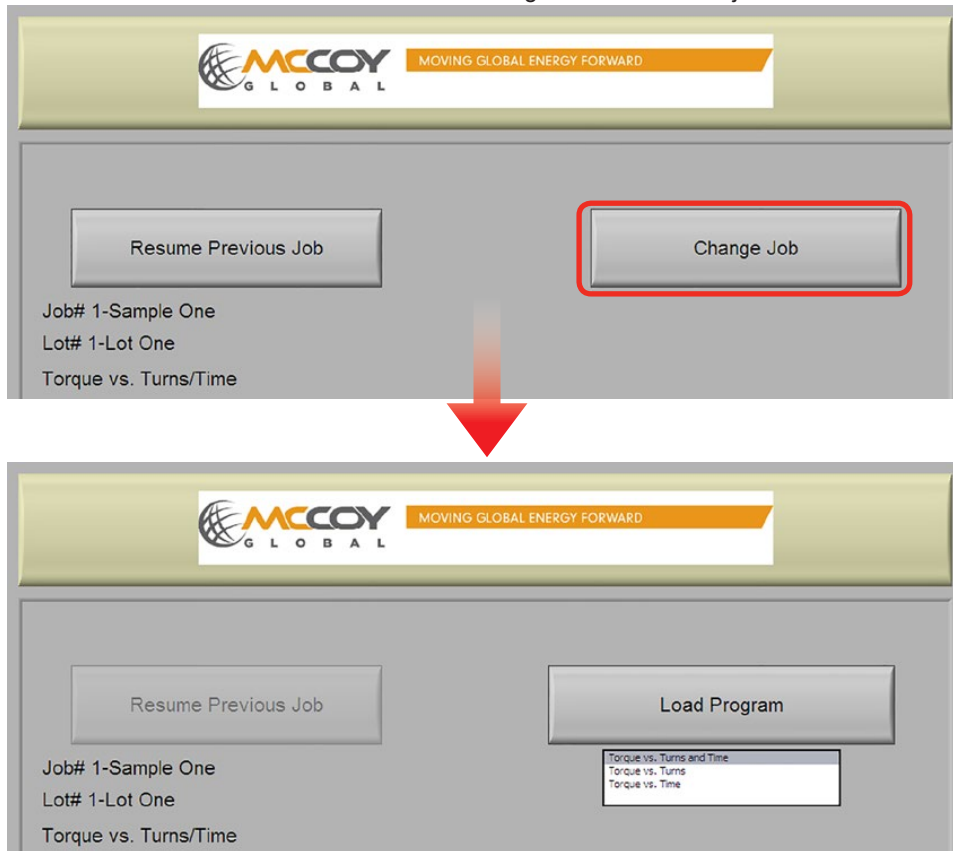 MCCOY
GLOBAL
MOVING GLOBAL ENERGY FORWARD
Resume Previous Job
Change Job
Job# 1-Sample One
Lot# 1-Lot One
Torque vs. Turns/Time
MCCOY
GLOBAL
MOVING GLOBAL ENERGY FORWARD
Resume Previous Job
Load Program
Torque vs. Turns and Time
Torque vs. Turns
Torque vs. Time
Job# 1-Sample One
Lot# 1-Lot One
Torque vs. Turns/Time